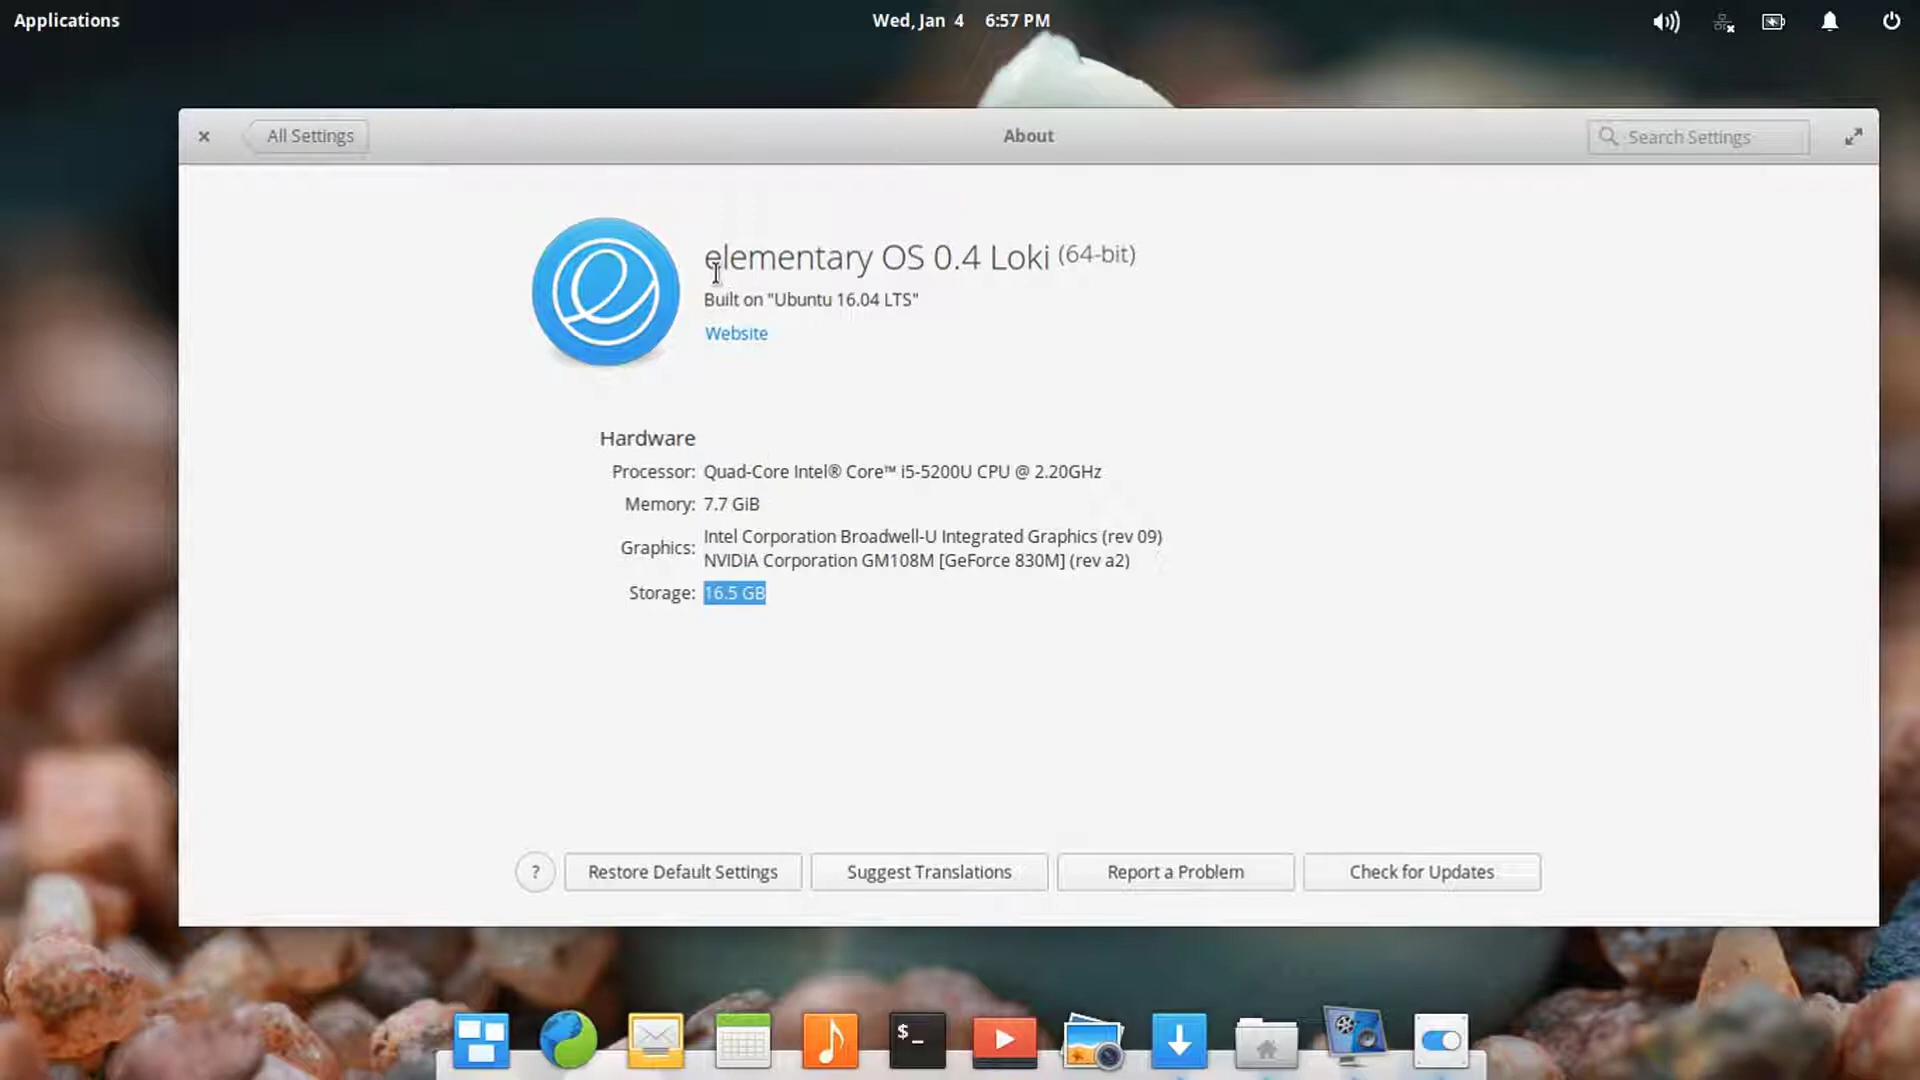 Applications
Wed, Jan 4 6:57 PM
All Settings
About
Search Settings
elementary OS 0.4 Loki (64-bit)
Built on "Ubuntu 16.04 LTS"
Website
Hardware
Processor: Quad-Core Intel® Core™ i5-5200U CPU @ 2.20GHz
Memory: 7.7 GiB
Graphics: Intel Corporation Broadwell-U Integrated Graphics (rev 09)
NVIDIA Corporation GM108M [GeForce 830M] (rev a2)
Storage: 16.5 GB
? Restore Default Settings Suggest Translations Report a Problem Check for Updates
$_